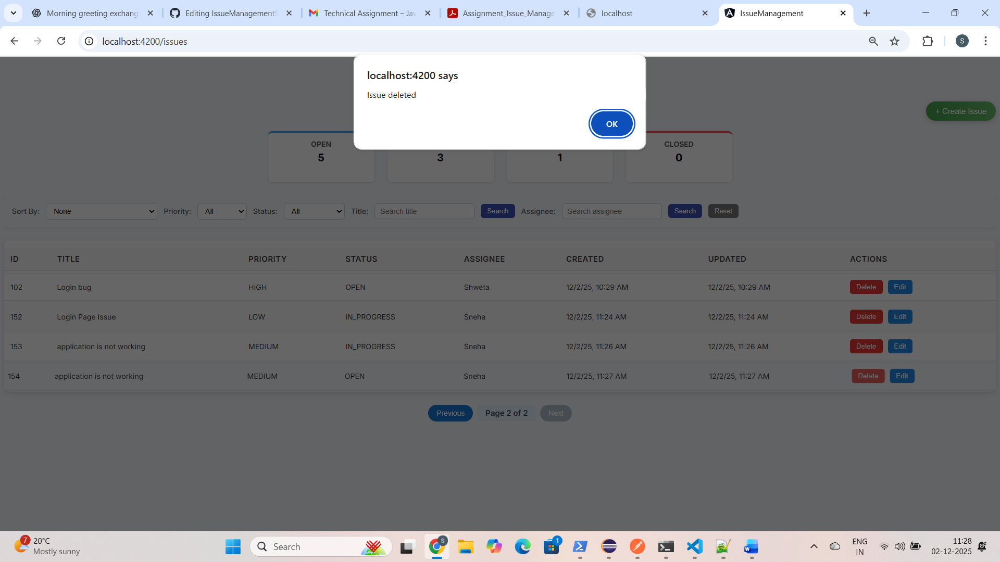 Morning greeting exchang
Editing IssueManagementS
Technical Assignment – Jav
Assignment_Issue_Manage
localhost
IssueManagement
localhost:4200/issues
S
localhost:4200 says
Issue deleted
OK
+ Create Issue
OPEN
5
3
1
CLOSED
0
Sort By: None Priority: All Status: All Title: Search title Search Assignee: Search assignee Search Reset
ID TITLE PRIORITY STATUS ASSIGNEE CREATED UPDATED ACTIONS
102 Login bug HIGH OPEN Shweta 12/2/25, 10:29 AM 12/2/25, 10:29 AM Delete Edit
152 Login Page Issue LOW IN_PROGRESS Sneha 12/2/25, 11:24 AM 12/2/25, 11:24 AM Delete Edit
153 application is not working MEDIUM IN_PROGRESS Sneha 12/2/25, 11:26 AM 12/2/25, 11:26 AM Delete Edit
154 application is not working MEDIUM OPEN Sneha 12/2/25, 11:27 AM 12/2/25, 11:27 AM Delete Edit
Previous Page 2 of 2 Next
7
20°C
Mostly sunny
Search
S
1
W
ENG
IN
11:28
02-12-2025